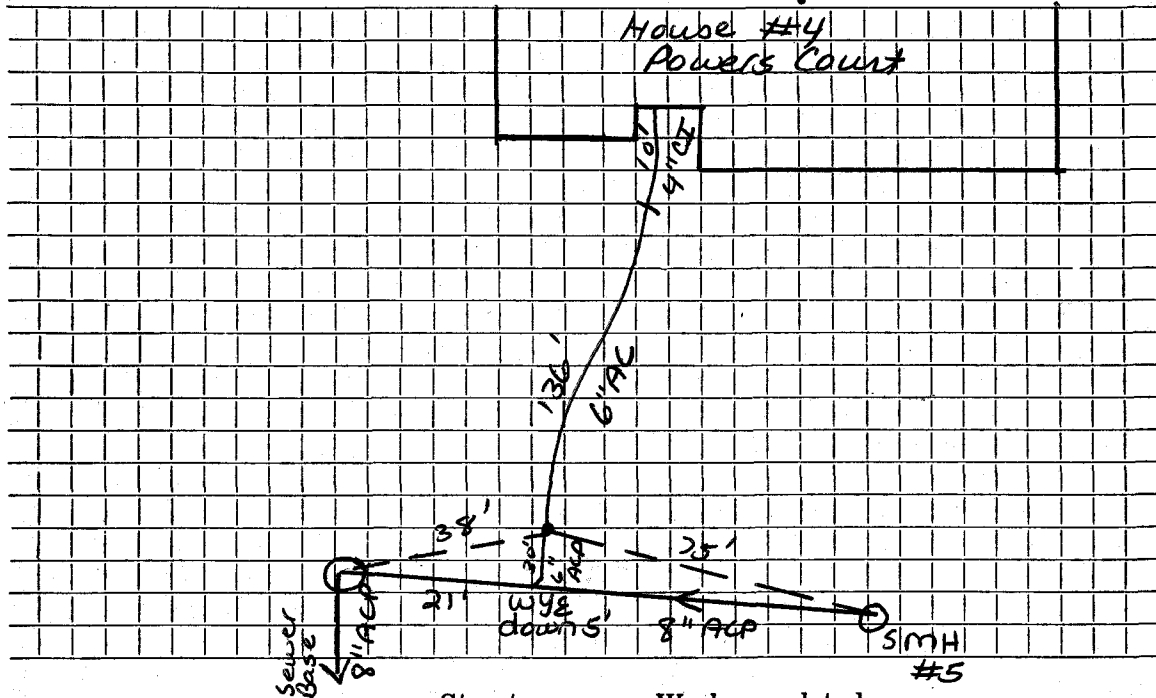 House #4
Powers Court
10'
4"CI
136'
6"AC
38'
30'
6"
ACP
75'
21'
wye
down 5'
8"ACP
8"ACP
Sewer
Base
SMH
#5